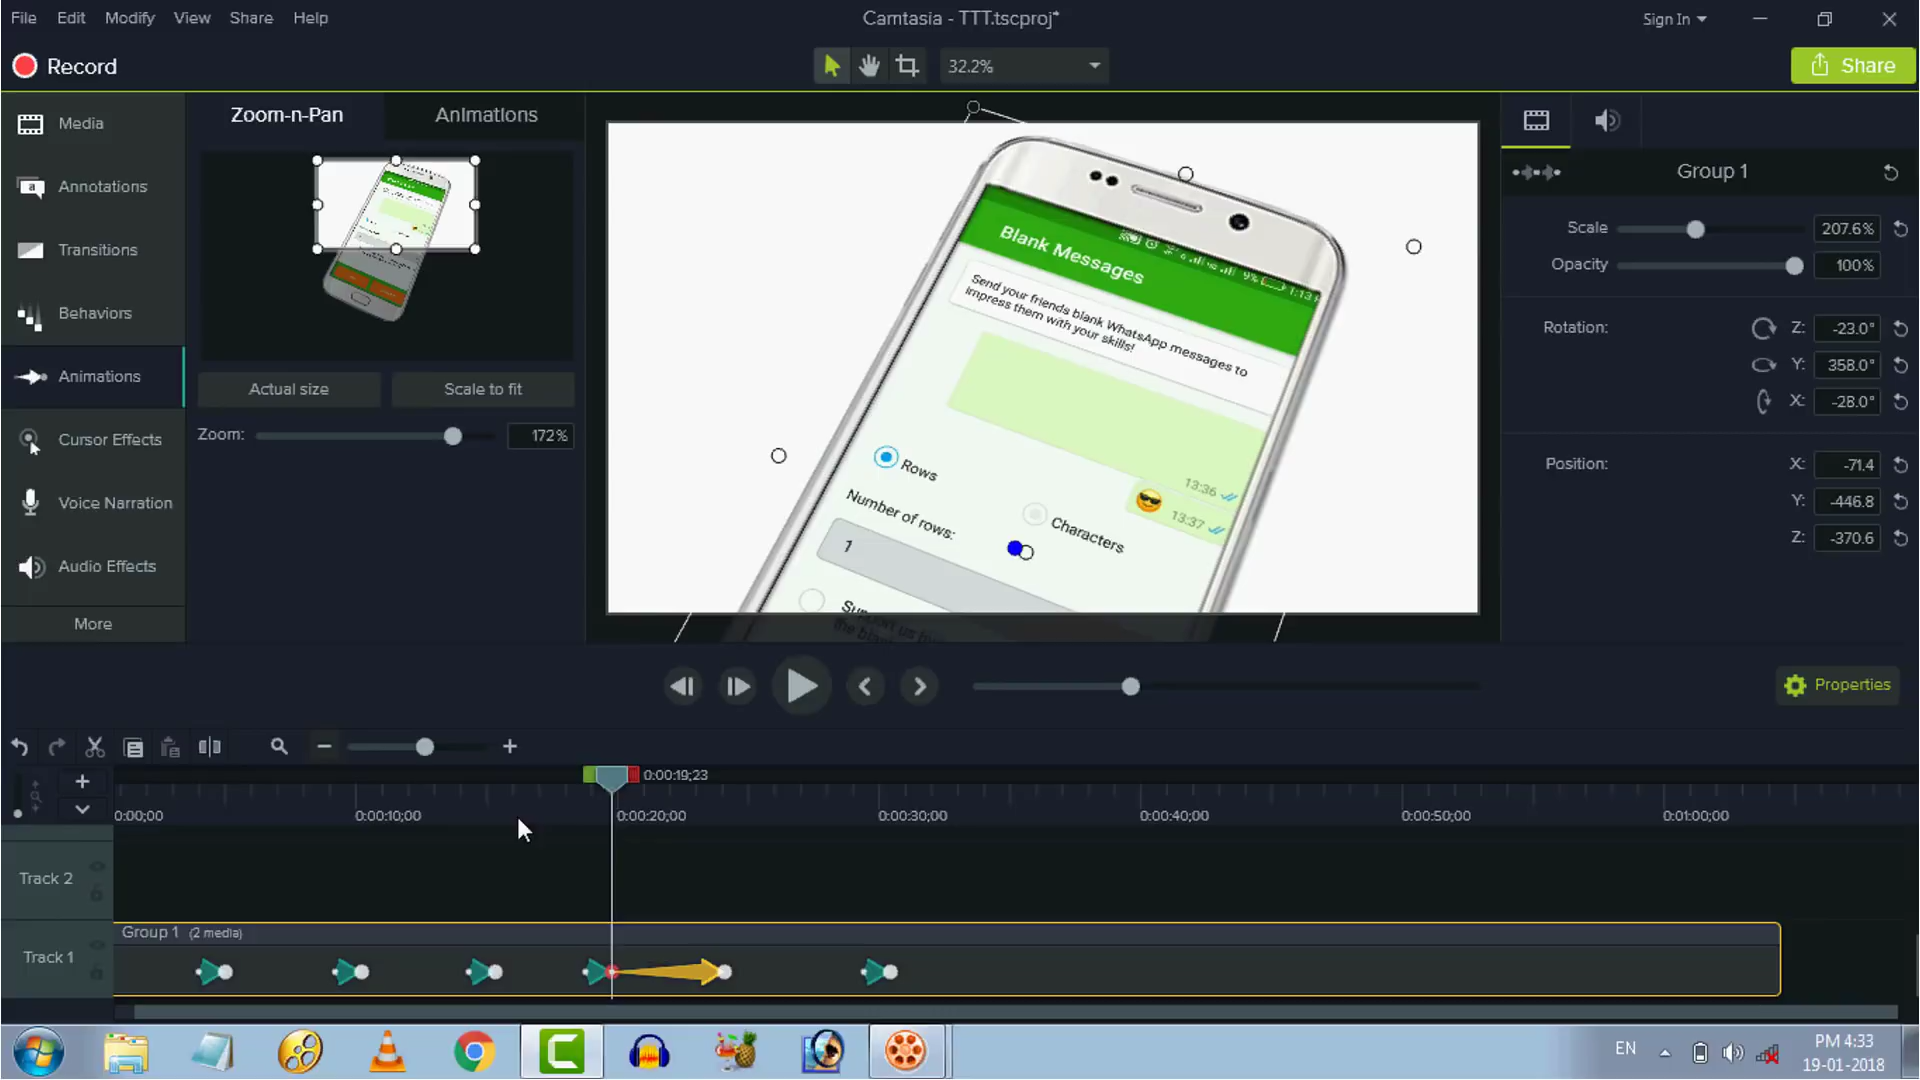 File Edit Modify View Share Help
Camtasia - TTT.tscproj*
Sign In
Record
32.2%
Share
Media
Annotations
Transitions
Behaviors
Animations
Cursor Effects
Voice Narration
Audio Effects
More
Zoom-n-Pan
Animations
Actual size
Scale to fit
Zoom:
172%
9% 1:13
Blank Messages
Send your friends blank WhatsApp messages to
impress them with your skills!
13:36
13:37
Rows
Characters
Number of rows:
1
Group 1
Scale
207.6%
Opacity
100%
Rotation:
Z: -23.0°
Y: 358.0°
X: -28.0°
Position:
X: -71.4
Y: -446.8
Z: -370.6
Properties
0:00:19;23
0:00;00
0:00:10;00
0:00:20;00
0:00:30;00
0:00:40;00
0:00:50;00
0:01:00;00
Track 2
Group 1 (2 media)
Track 1
EN
PM 4:33
19-01-2018